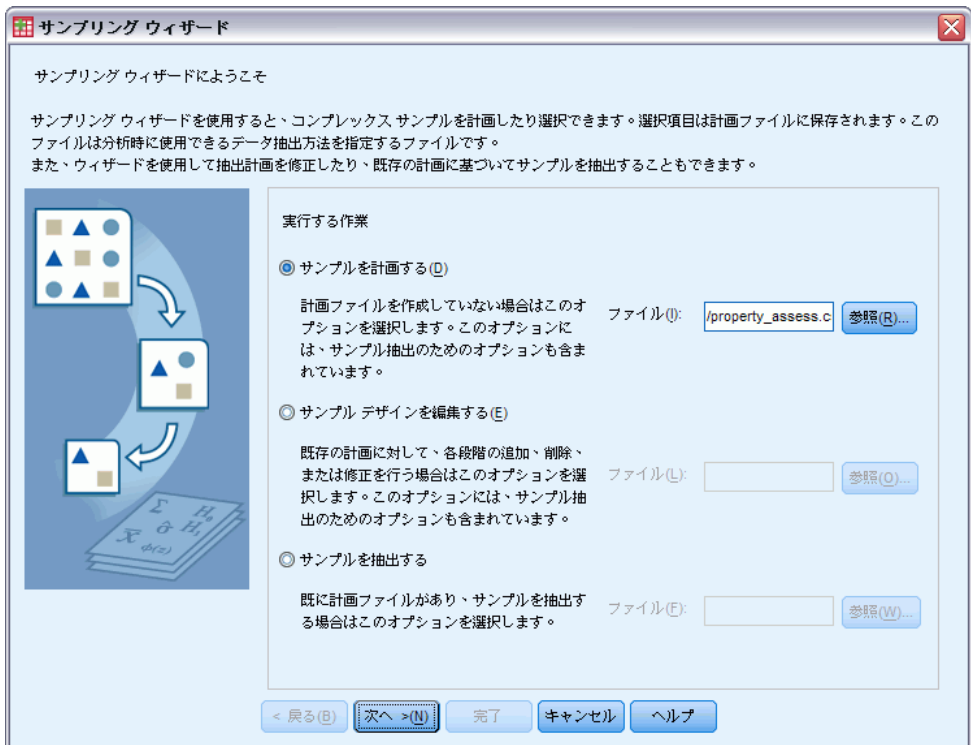 サンプリング ウィザード
サンプリング ウィザードにようこそ
サンプリング ウィザードを使用すると、コンプレックス サンプルを計画したり選択できます。選択項目は計画ファイルに保存されます。この
ファイルは分析時に使用できるデータ抽出方法を指定するファイルです。
また、ウィザードを使用して抽出計画を修正したり、既存の計画に基づいてサンプルを抽出することもできます。
実行する作業
サンプルを計画する(D)
計画ファイルを作成していない場合はこのオ
プションを選択します。このオプションに
は、サンプル抽出のためのオプションも含ま
れています。
ファイル(I): /property_assess.c 参照(R)...
サンプル デザインを編集する(E)
既存の計画に対して、各段階の追加、削除、
または修正を行う場合はこのオプションを選
択します。このオプションには、サンプル抽
出のためのオプションも含まれています。
ファイル(L): 参照(O)...
サンプルを抽出する
既に計画ファイルがあり、サンプルを抽出す
る場合はこのオプションを選択します。
ファイル(F): 参照(W)...
Σ H₀
x̄ σ̂ H₁
φ(z)
< 戻る(B) 次へ >(N) 完了 キャンセル ヘルプ